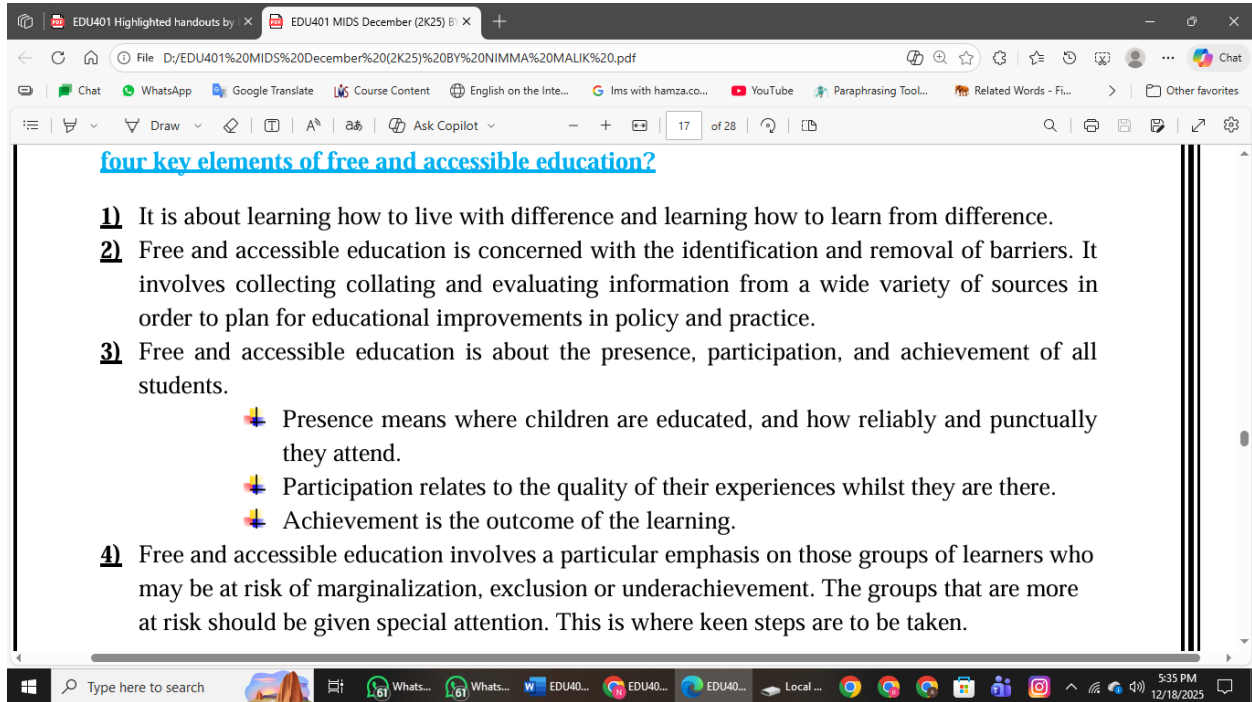 EDU401 Highlighted handouts by
EDU401 MIDS December (2K25) B
File D:/EDU401%20MIDS%20December%20(2K25)%20BY%20NIMMA%20MALIK%20.pdf
Chat
Chat WhatsApp Google Translate Course Content English on the Inte... Ims with hamza.co... YouTube Paraphrasing Tool... Related Words - Fi... Other favorites
Draw Ask Copilot 17 of 28
four key elements of free and accessible education?
1) It is about learning how to live with difference and learning how to learn from difference.
2) Free and accessible education is concerned with the identification and removal of barriers. It
involves collecting collating and evaluating information from a wide variety of sources in
order to plan for educational improvements in policy and practice.
3) Free and accessible education is about the presence, participation, and achievement of all
students.
Presence means where children are educated, and how reliably and punctually
they attend.
Participation relates to the quality of their experiences whilst they are there.
Achievement is the outcome of the learning.
4) Free and accessible education involves a particular emphasis on those groups of learners who
may be at risk of marginalization, exclusion or underachievement. The groups that are more
at risk should be given special attention. This is where keen steps are to be taken.
Type here to search 61 Whats... 61 Whats... EDU40... EDU40... EDU40... Local ... 5:35 PM
12/18/2025